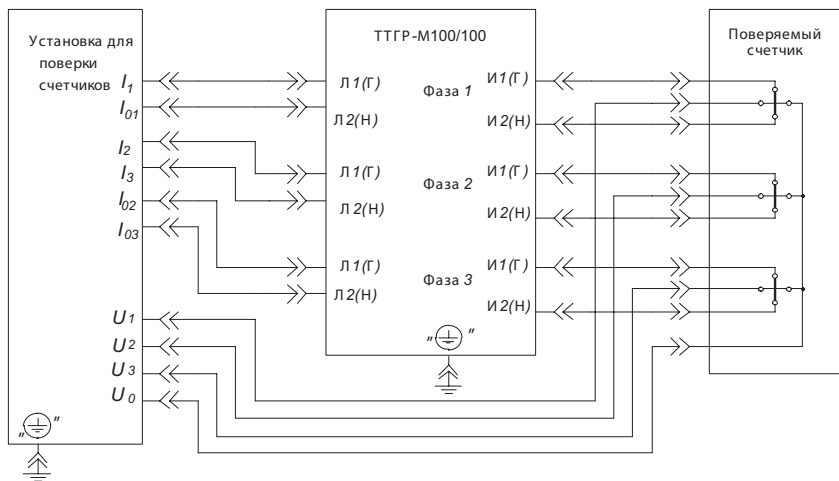 Установка для
поверки
счетчиков
I1
I01
I2
I3
I02
I03
U1
U2
U3
U0
" "
ТТГР-М100/100
Л1(Г)
Фаза 1
И1(Г)
Л2(Н)
И2(Н)
Л1(Г)
Фаза 2
И1(Г)
Л2(Н)
И2(Н)
Л1(Г)
Фаза 3
И1(Г)
Л2(Н)
И2(Н)
" "
Поверяемый
счетчик